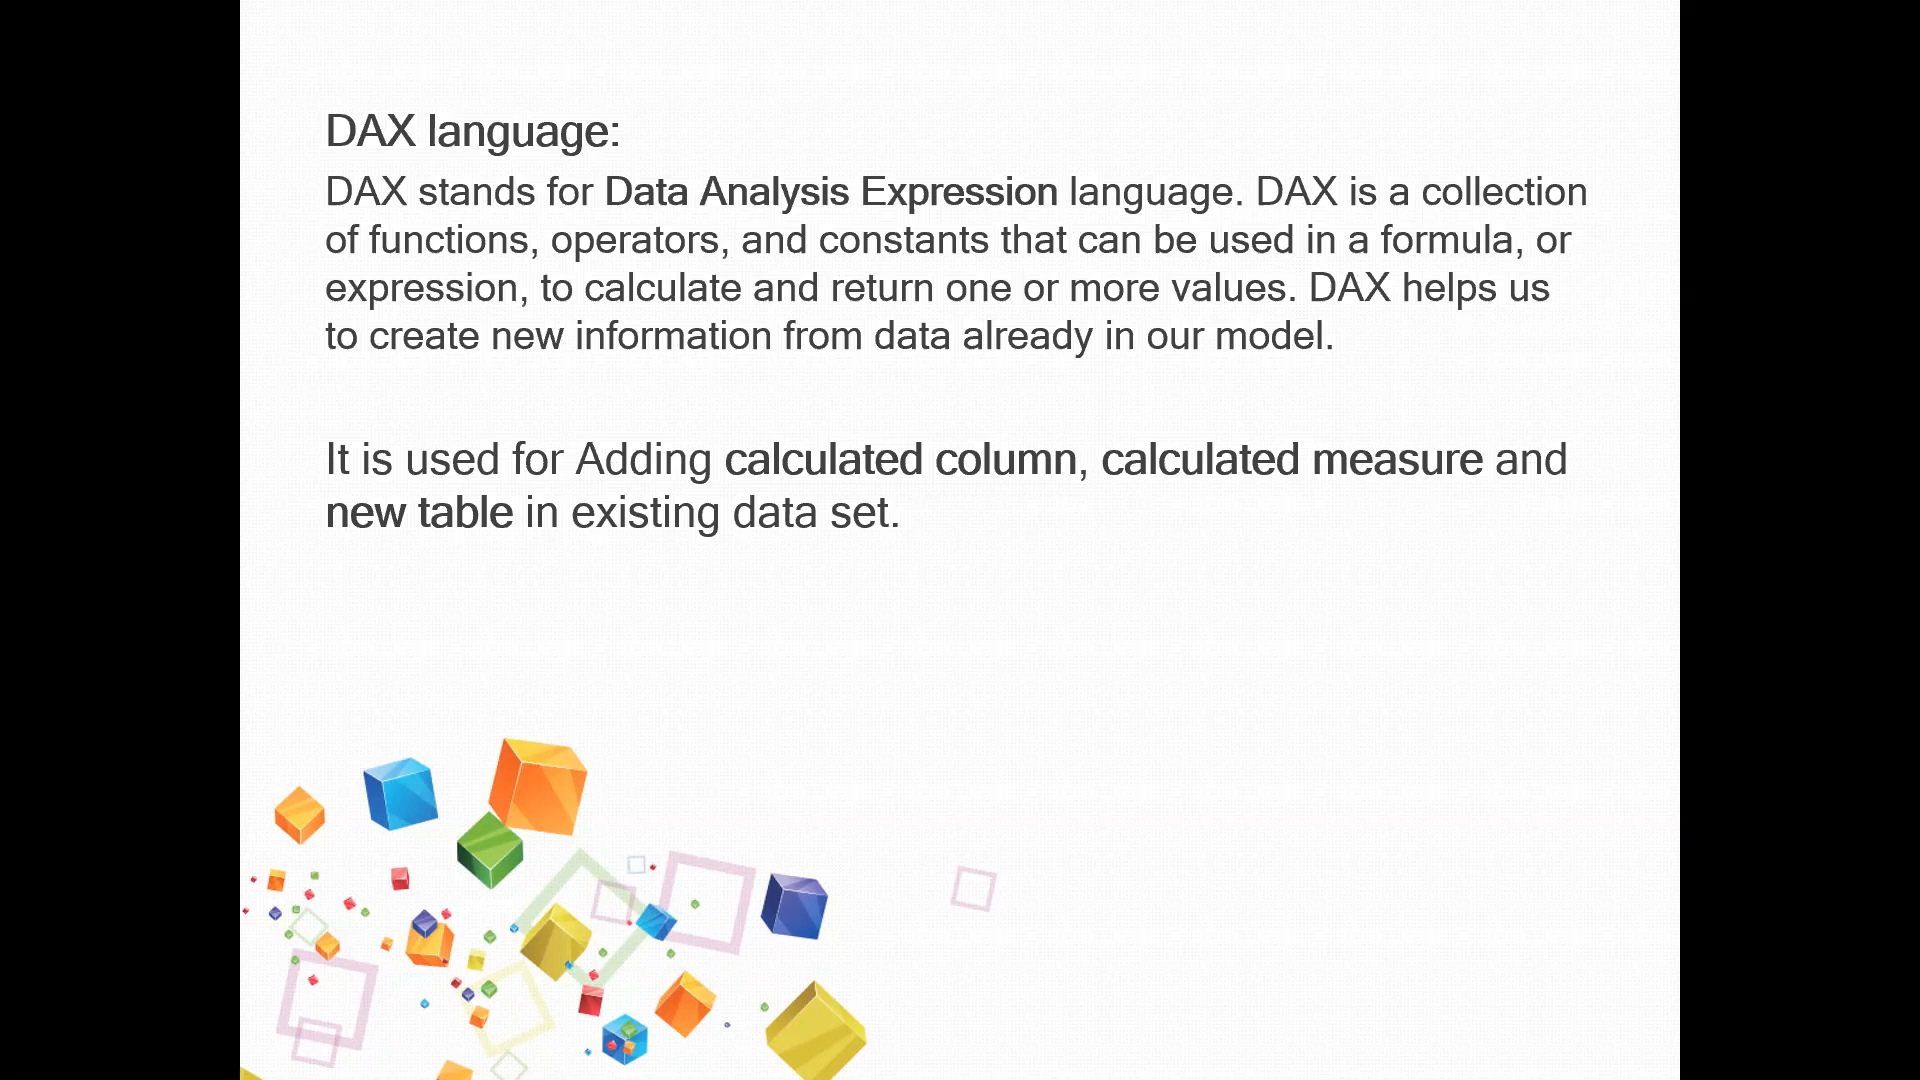 DAX language:
DAX stands for Data Analysis Expression language. DAX is a collection
of functions, operators, and constants that can be used in a formula, or
expression, to calculate and return one or more values. DAX helps us
to create new information from data already in our model.
It is used for Adding calculated column, calculated measure and
new table in existing data set.